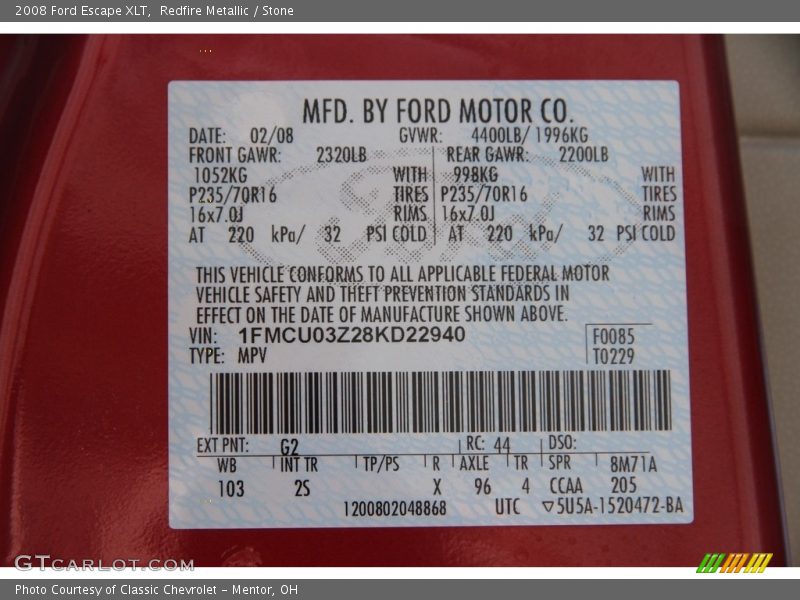 2008 Ford Escape XLT,  Redfire Metallic / Stone
MFD. BY FORD MOTOR CO.
DATE: 02/08 GVWR: 4400LB/ 1996KG
FRONT GAWR: 2320LB REAR GAWR: 2200LB
1052KG WITH 998KG WITH
P235/70R16 TIRES P235/70R16 TIRES
16x7.0J RIMS 16x7.0J RIMS
AT 220 kPa/ 32 PSI COLD AT 220 kPa/ 32 PSI COLD
Ford
THIS VEHICLE CONFORMS TO ALL APPLICABLE FEDERAL MOTOR
VEHICLE SAFETY AND THEFT PREVENTION STANDARDS IN
EFFECT ON THE DATE OF MANUFACTURE SHOWN ABOVE.
VIN: 1FMCU03Z28KD22940 F0085
TYPE: MPV T0229
EXT PNT: G2 RC: 44 DSO:
WB INT TR TP/PS R AXLE TR SPR 8M71A
103 2S X 96 4 CCAA 205
1200802048868 UTC ▽5U5A-1520472-BA
GTCARLOT.COM
Photo Courtesy of Classic Chevrolet - Mentor, OH